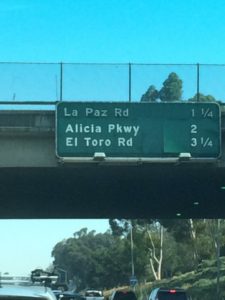 La Paz Rd 1 1/4
Alicia Pkwy 2
El Toro Rd 3 1/4